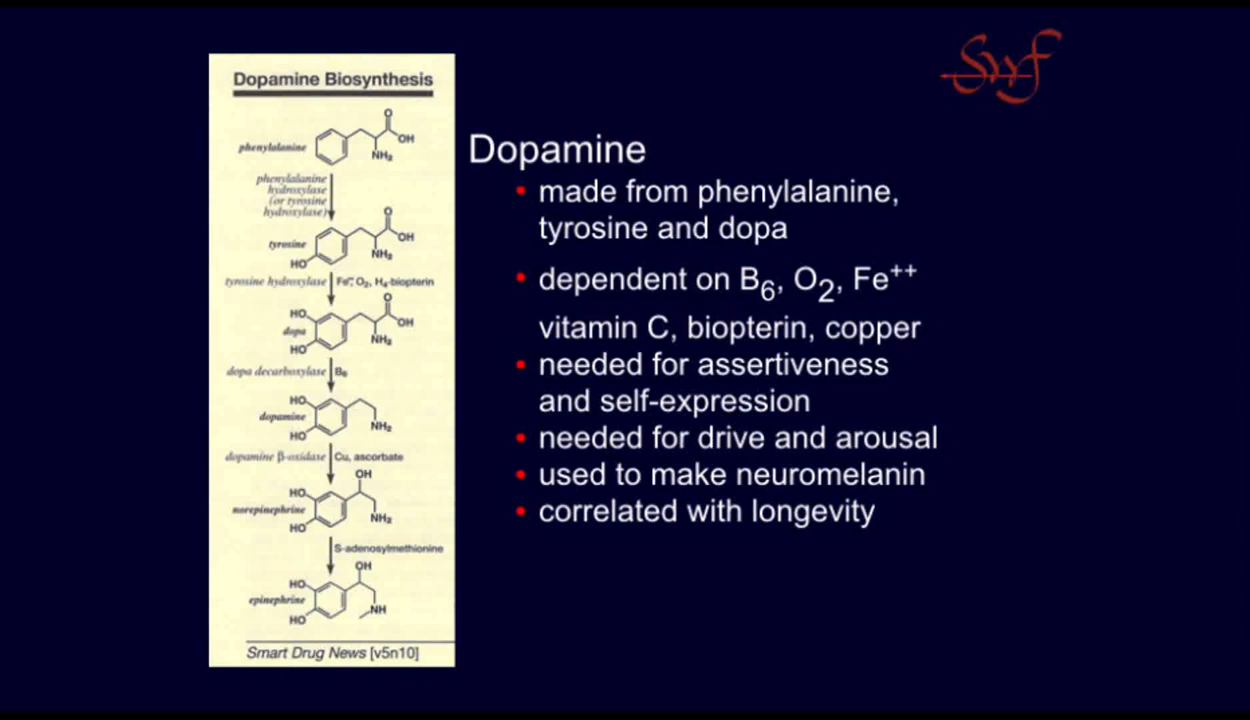 Swf
Dopamine Biosynthesis
phenylalanine
O
OH
NH₂
phenylalanine
hydroxylase
(or tyrosine
hydroxylase)
O
tyrosine
OH
NH₂
HO
tyrosine hydroxylase Fe⁺⁺, O₂, H₄-biopterin
O
HO
dopa
OH
NH₂
HO
dopa decarboxylase B₆
HO
dopamine
NH₂
HO
dopamine β-oxidase Cu, ascorbate
OH
HO
norepinephrine
NH₂
HO
S-adenosylmethionine
OH
HO
epinephrine
NH
HO
Smart Drug News [v5n10]
Dopamine
• made from phenylalanine,
tyrosine and dopa
• dependent on B₆, O₂, Fe⁺⁺
vitamin C, biopterin, copper
• needed for assertiveness
and self-expression
• needed for drive and arousal
• used to make neuromelanin
• correlated with longevity